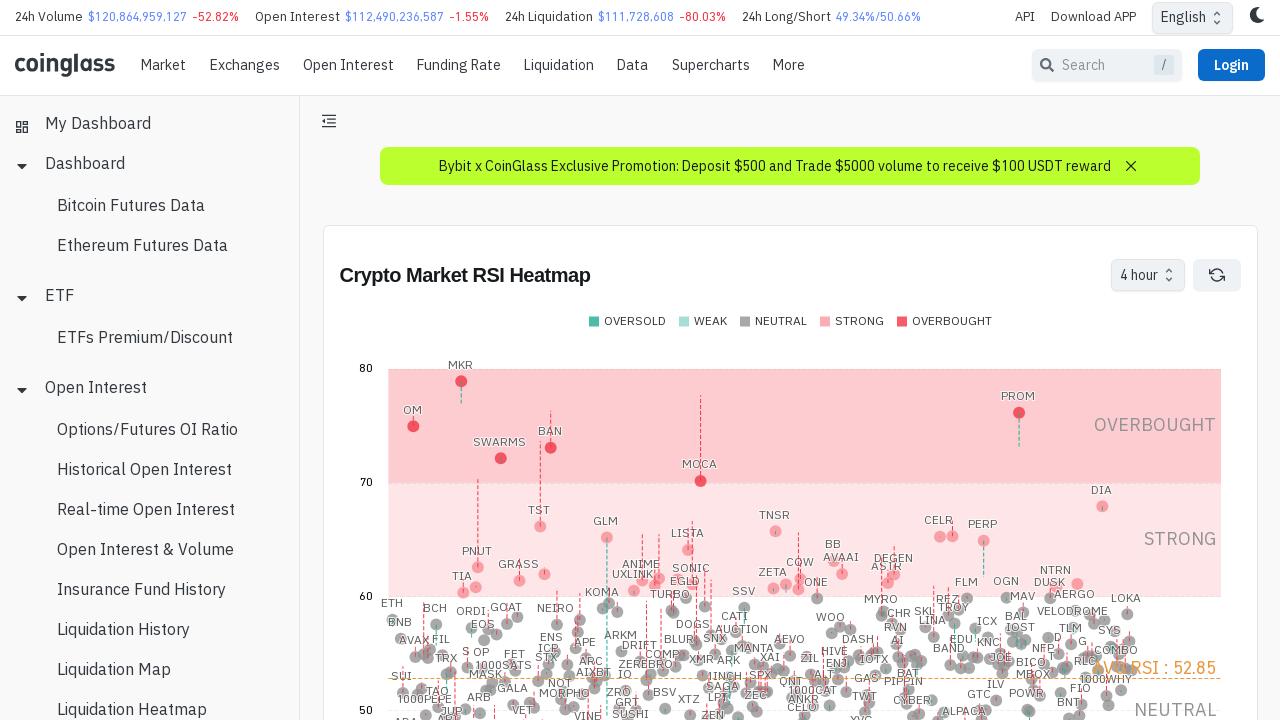 24h Volume $120,864,959,127 -52.82% Open Interest $112,490,236,587 -1.55% 24h Liquidation $111,728,608 -80.03% 24h Long/Short 49.34%/50.66% API Download APP English
coinglass Market Exchanges Open Interest Funding Rate Liquidation Data Supercharts More Search / Login
My Dashboard
Dashboard
Bitcoin Futures Data
Ethereum Futures Data
ETF
ETFs Premium/Discount
Open Interest
Options/Futures OI Ratio
Historical Open Interest
Real-time Open Interest
Open Interest & Volume
Insurance Fund History
Liquidation History
Liquidation Map
Liquidation Heatmap
Bybit x CoinGlass Exclusive Promotion: Deposit $500 and Trade $5000 volume to receive $100 USDT reward
Crypto Market RSI Heatmap 4 hour
OVERSOLD WEAK NEUTRAL STRONG OVERBOUGHT
80
MKR
PROM
OM
OVERBOUGHT
BAN
SWARMS
MOCA
70
DIA
TST
TNSR
GLM
CELR
PERP
LISTA
STRONG
BB
PNUT
AVAAI
DEGEN
GRASS
ANIME
COW
ASTR
SONIC
NTRN
TIA
UXLINK
ZETA
EGLD
ONE
FLM
OGN
DUSK
KOMA
TURBO
SSV
AERGO
60
MYRO
REZ
MAV
LOKA
ETH
BCH
ORDI
GOAT
NEIRO
TROY
VELODROME
BNB
CATI
WOO
CHR
SKL
LINA
BAL
ICX
DOGS
AUCTION
RVN
IOST
TLM
SYS
AVAX
FIL
ENS
APE
ARKM
BLUR
SNX
AEVO
DASH
AI
EDU
KNC
D
G
S
OP
ICP
DRIFT
MANTA
HIVE
BAND
NFP
COMBO
TRX
FET
STX
COMP
XMR
ARK
XAI
ZIL
ENJ
IOTX
JOE
BICO
RLC
1000SATS
ARC
AVG RSI : 52.85
SUI
MASK
AIXBT
IO
1INCH
SPX
ALT
GAS
BAT
MBOX
1000WHY
NOT
ONT
PIPPIN
ILV
TAO
GALA
MORPHO
ZRO
BSV
SAGA
1000CAT
FIO
1000PEPE
ARB
GRT
XTZ
LPT
ZEC
ANKR
TWT
CYBER
GTC
POWR
BNT
JUP
VET
VINE
SUSHI
ZEN
CELO
ALPACA
NEUTRAL
50